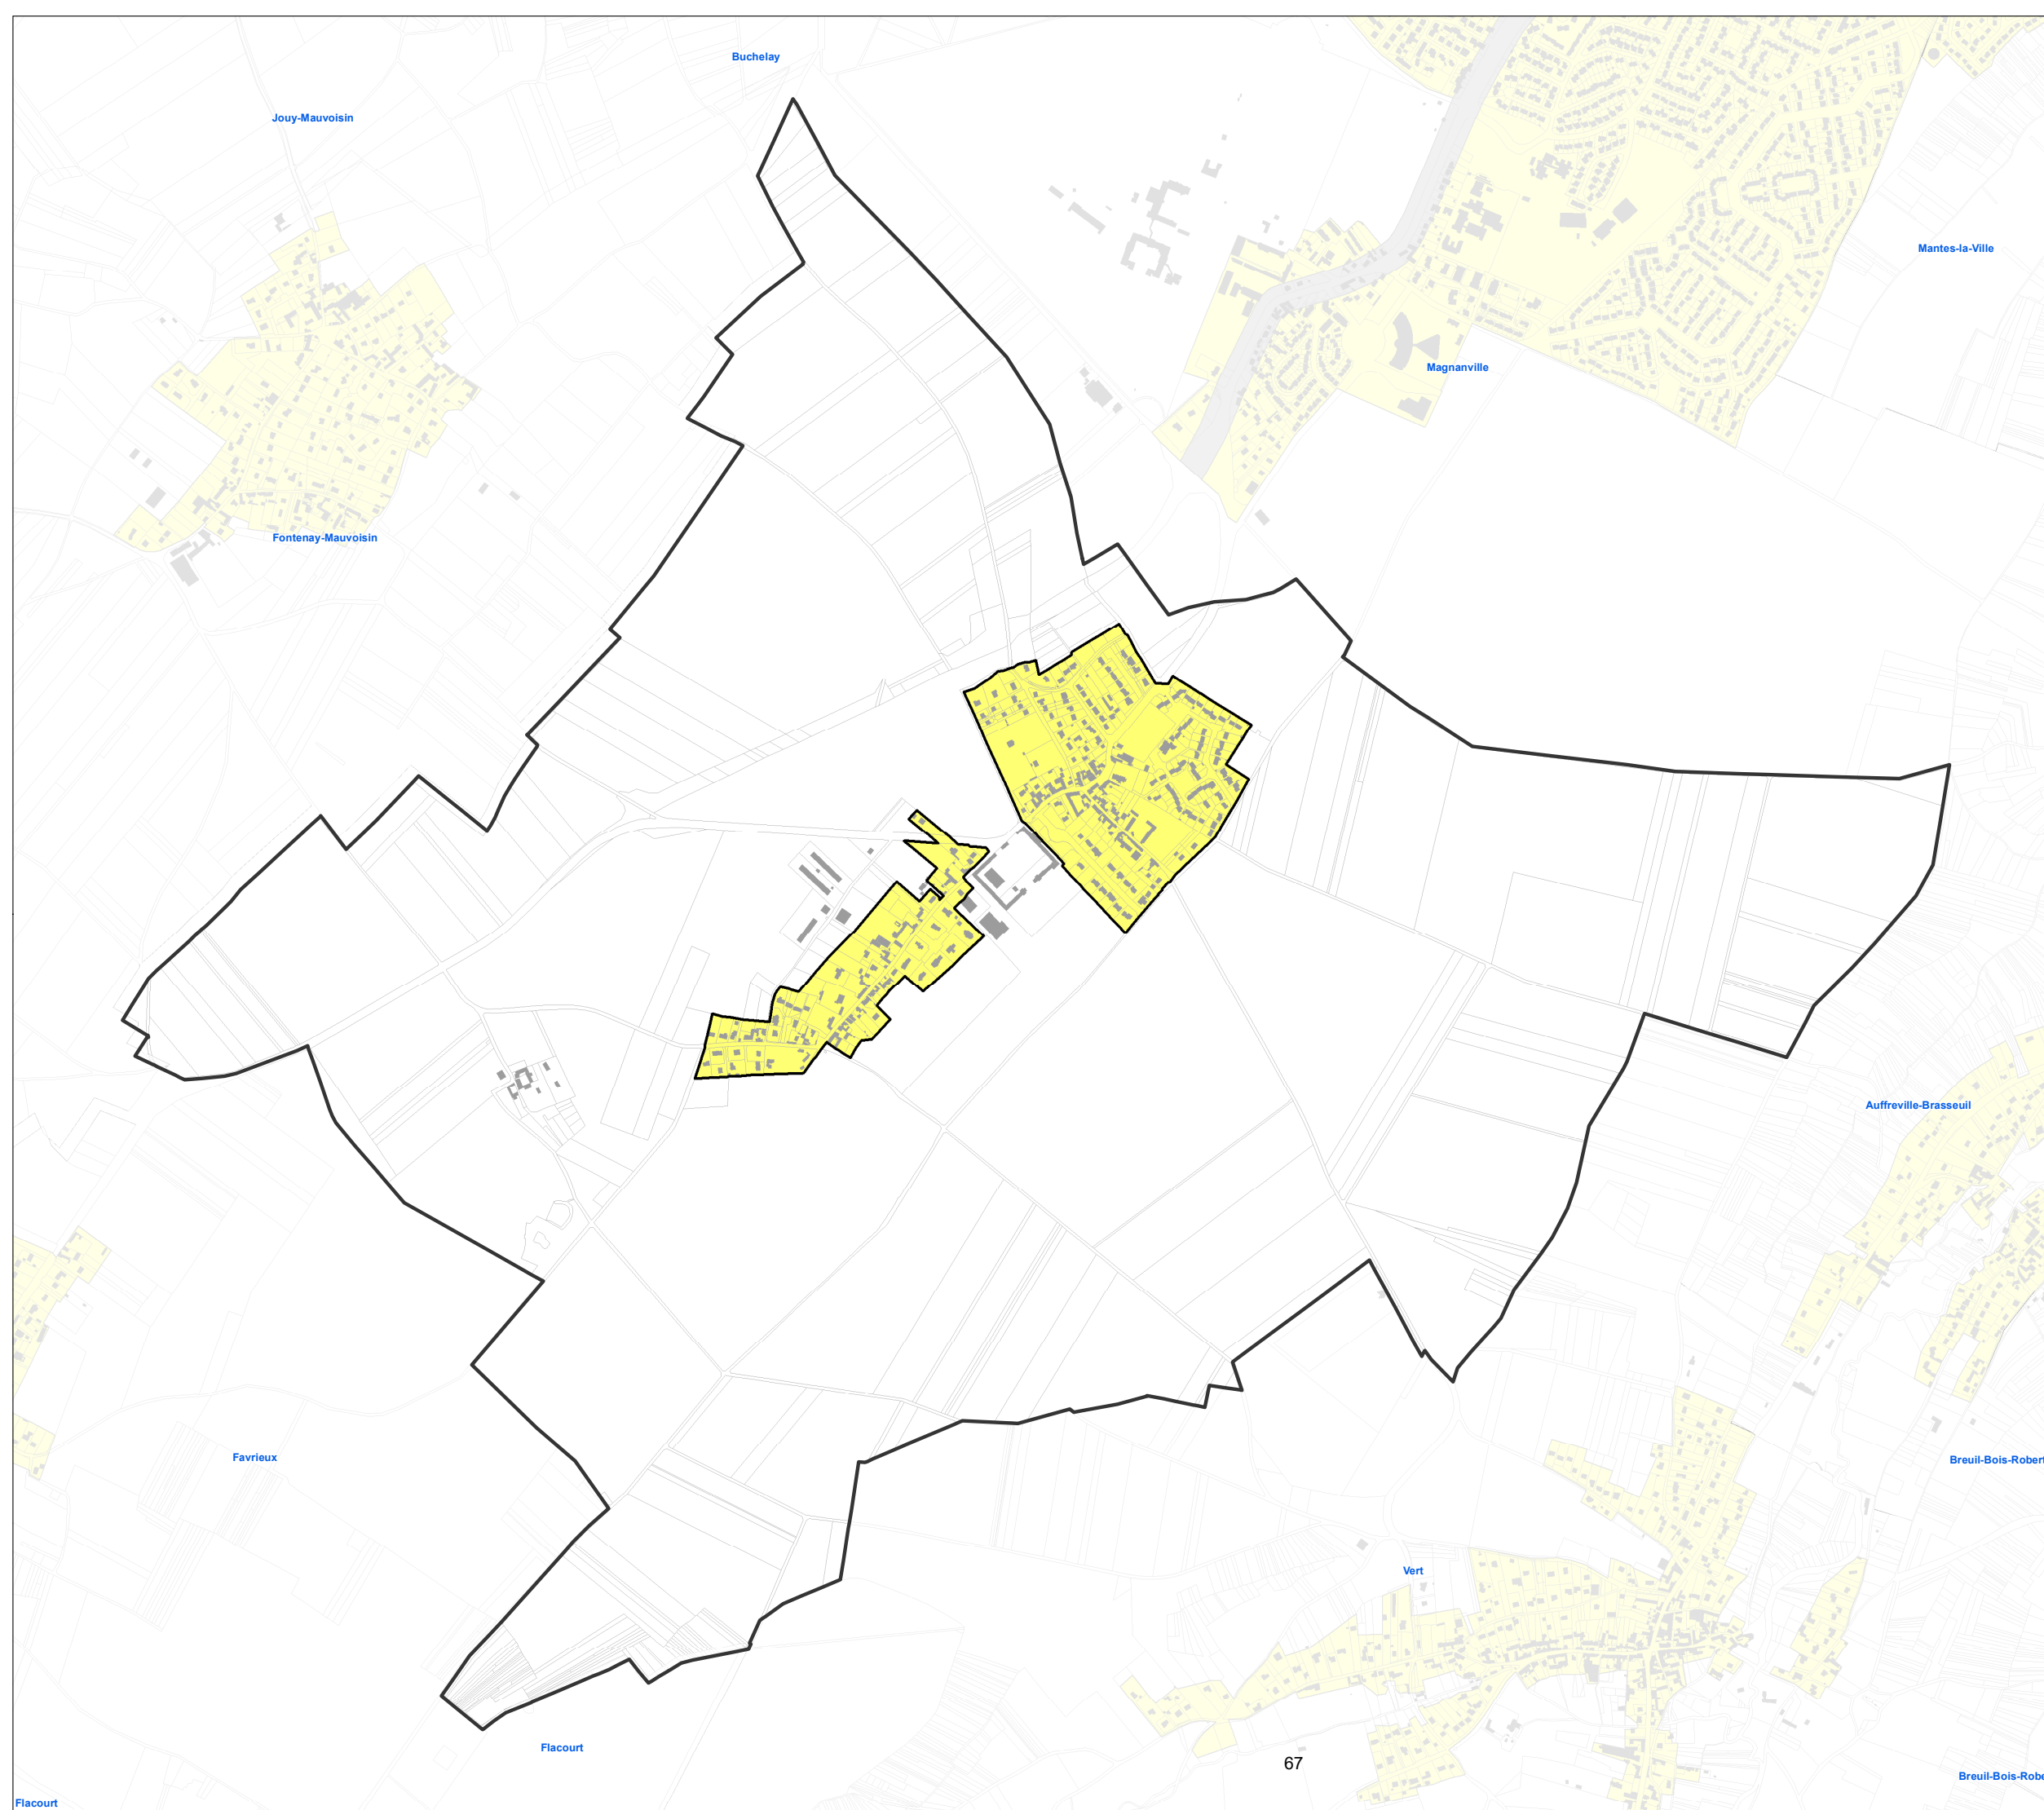 Buchelay
Jouy-Mauvoisin
Mantes-la-Ville
Magnanville
Fontenay-Mauvoisin
Auffreville-Brasseuil
Favrieux
Breuil-Bois-Robert
Vert
Flacourt
67
Breuil-Bois-Robe
Flacourt